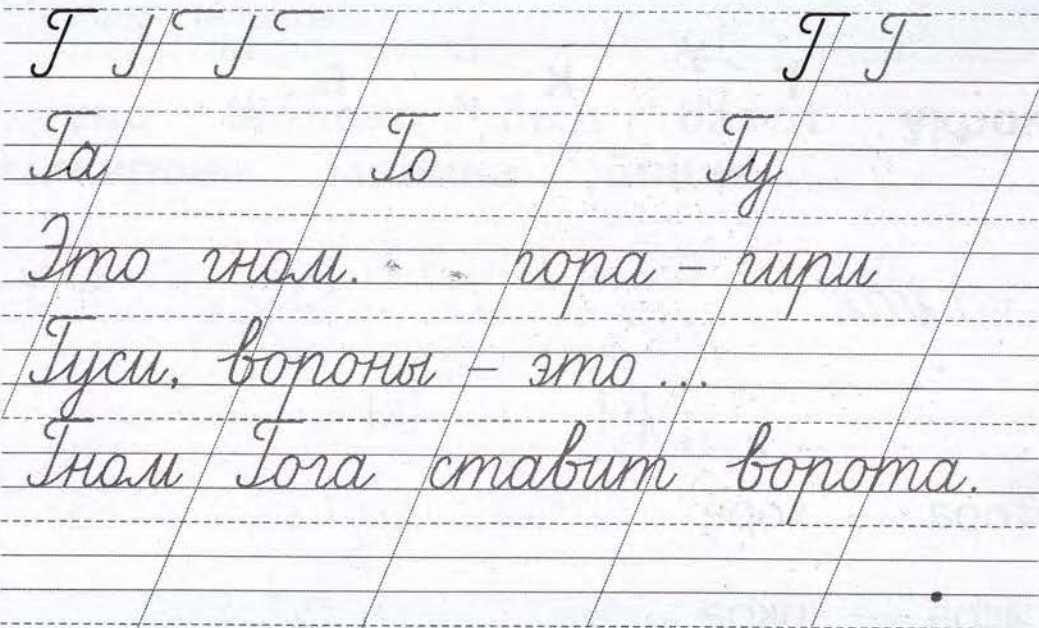 Г Г Г Г
Га Го Гу
Это гном. гора – гири
Гуси, вороны – это ...
Гном Гога ставит ворота.